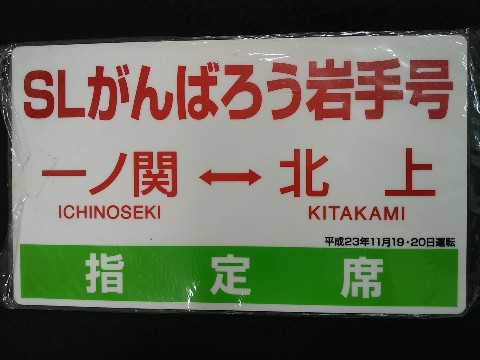 SLがんばろう岩手号
一ノ関 ↔ 北上
ICHINOSEKI KITAKAMI
平成23年11月19・20日運転
指定席